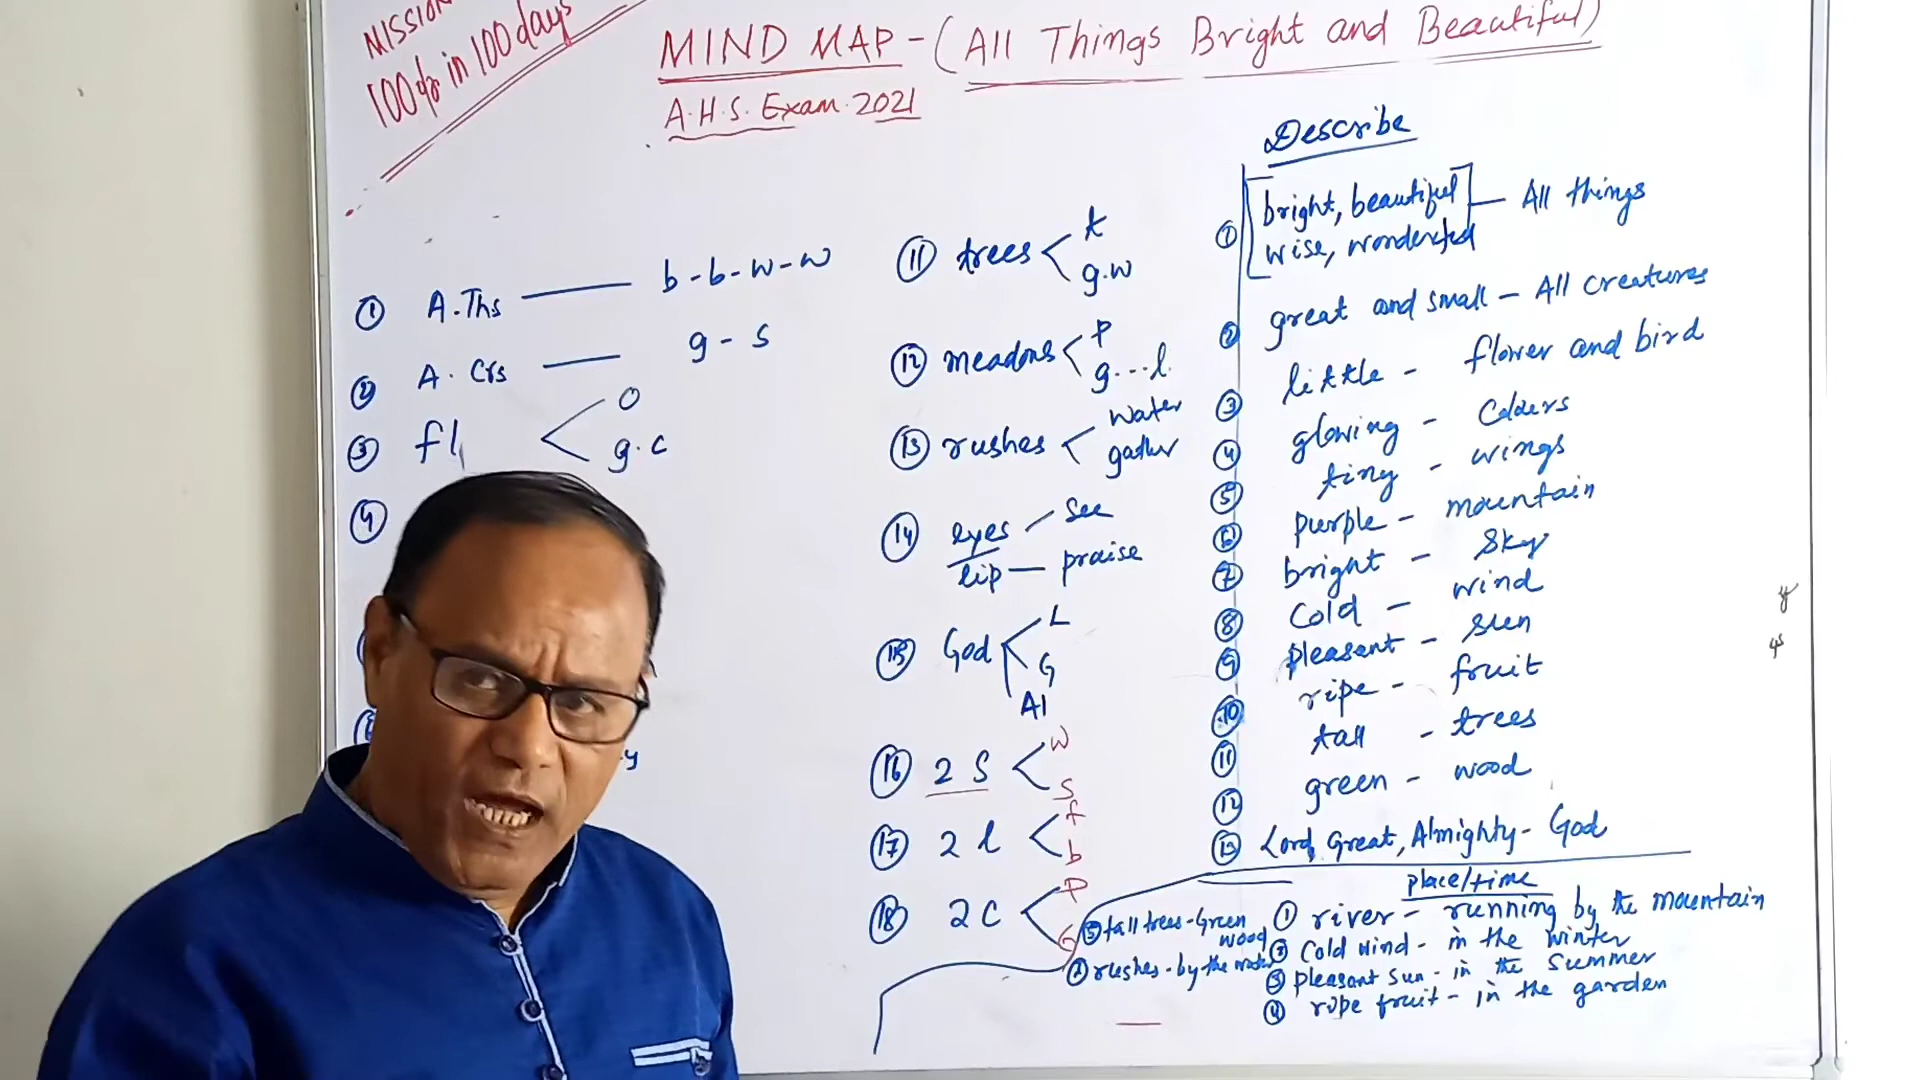 MISSION
100% in 100 days
MIND MAP - (All Things Bright and Beautiful)
A.H.S. Exam. 2021
① A.Ths — b-b-w-w
② A. Crs — g - s
③ fl < O
g.c
④
y
⑪ trees < t
g.w
⑫ meadows < p
g...l.
⑬ rushes < water
gather
⑭ eyes — see
lip — praise
⑮ God < L
G
Al
⑯ 2 S < W
S
⑰ 2 l < f
b
⑱ 2 C < P
G
Describe
① bright, beautiful
wise, wonderful — All things
② great and small — All creatures
③ little - flower and bird
④ glowing - Colours
⑤ tiny - wings
⑥ purple - mountain
⑦ bright - Sky
⑧ Cold - wind
⑨ pleasant - sun
⑩ ripe - fruit
⑪ tall - trees
⑫ green - wood
⑬ Lord, Great, Almighty - God
place/time
① river - running by the mountain
② Cold wind - in the winter
③ pleasant sun - in the summer
④ ripe fruit - in the garden
⑤ tall trees - Green
wood
rushes - by the water